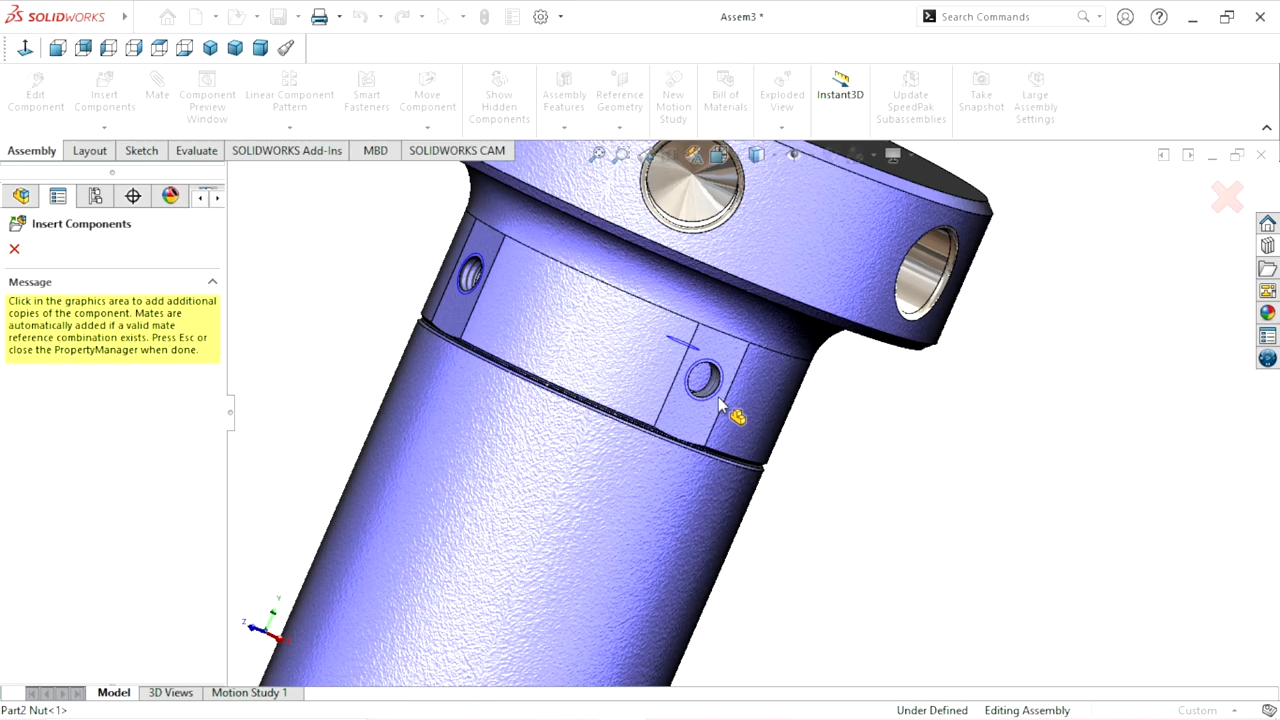 SOLIDWORKS
Assem3 *
Search Commands
Edit
Component
Insert
Components
Mate
Component
Preview
Window
Linear Component
Pattern
Smart
Fasteners
Move
Component
Show
Hidden
Components
Assembly
Features
Reference
Geometry
New
Motion
Study
Bill of
Materials
Exploded
View
Instant3D
Update
SpeedPak
Subassemblies
Take
Snapshot
Large
Assembly
Settings
Assembly
Layout
Sketch
Evaluate
SOLIDWORKS Add-Ins
MBD
SOLIDWORKS CAM
Insert Components
Message
Click in the graphics area to add additional
copies of the component. Mates are
automatically added if a valid mate
reference combination exists. Press Esc or
close the PropertyManager when done.
Y
Z
Model
3D Views
Motion Study 1
Part2 Nut<1>
Under Defined
Editing Assembly
Custom